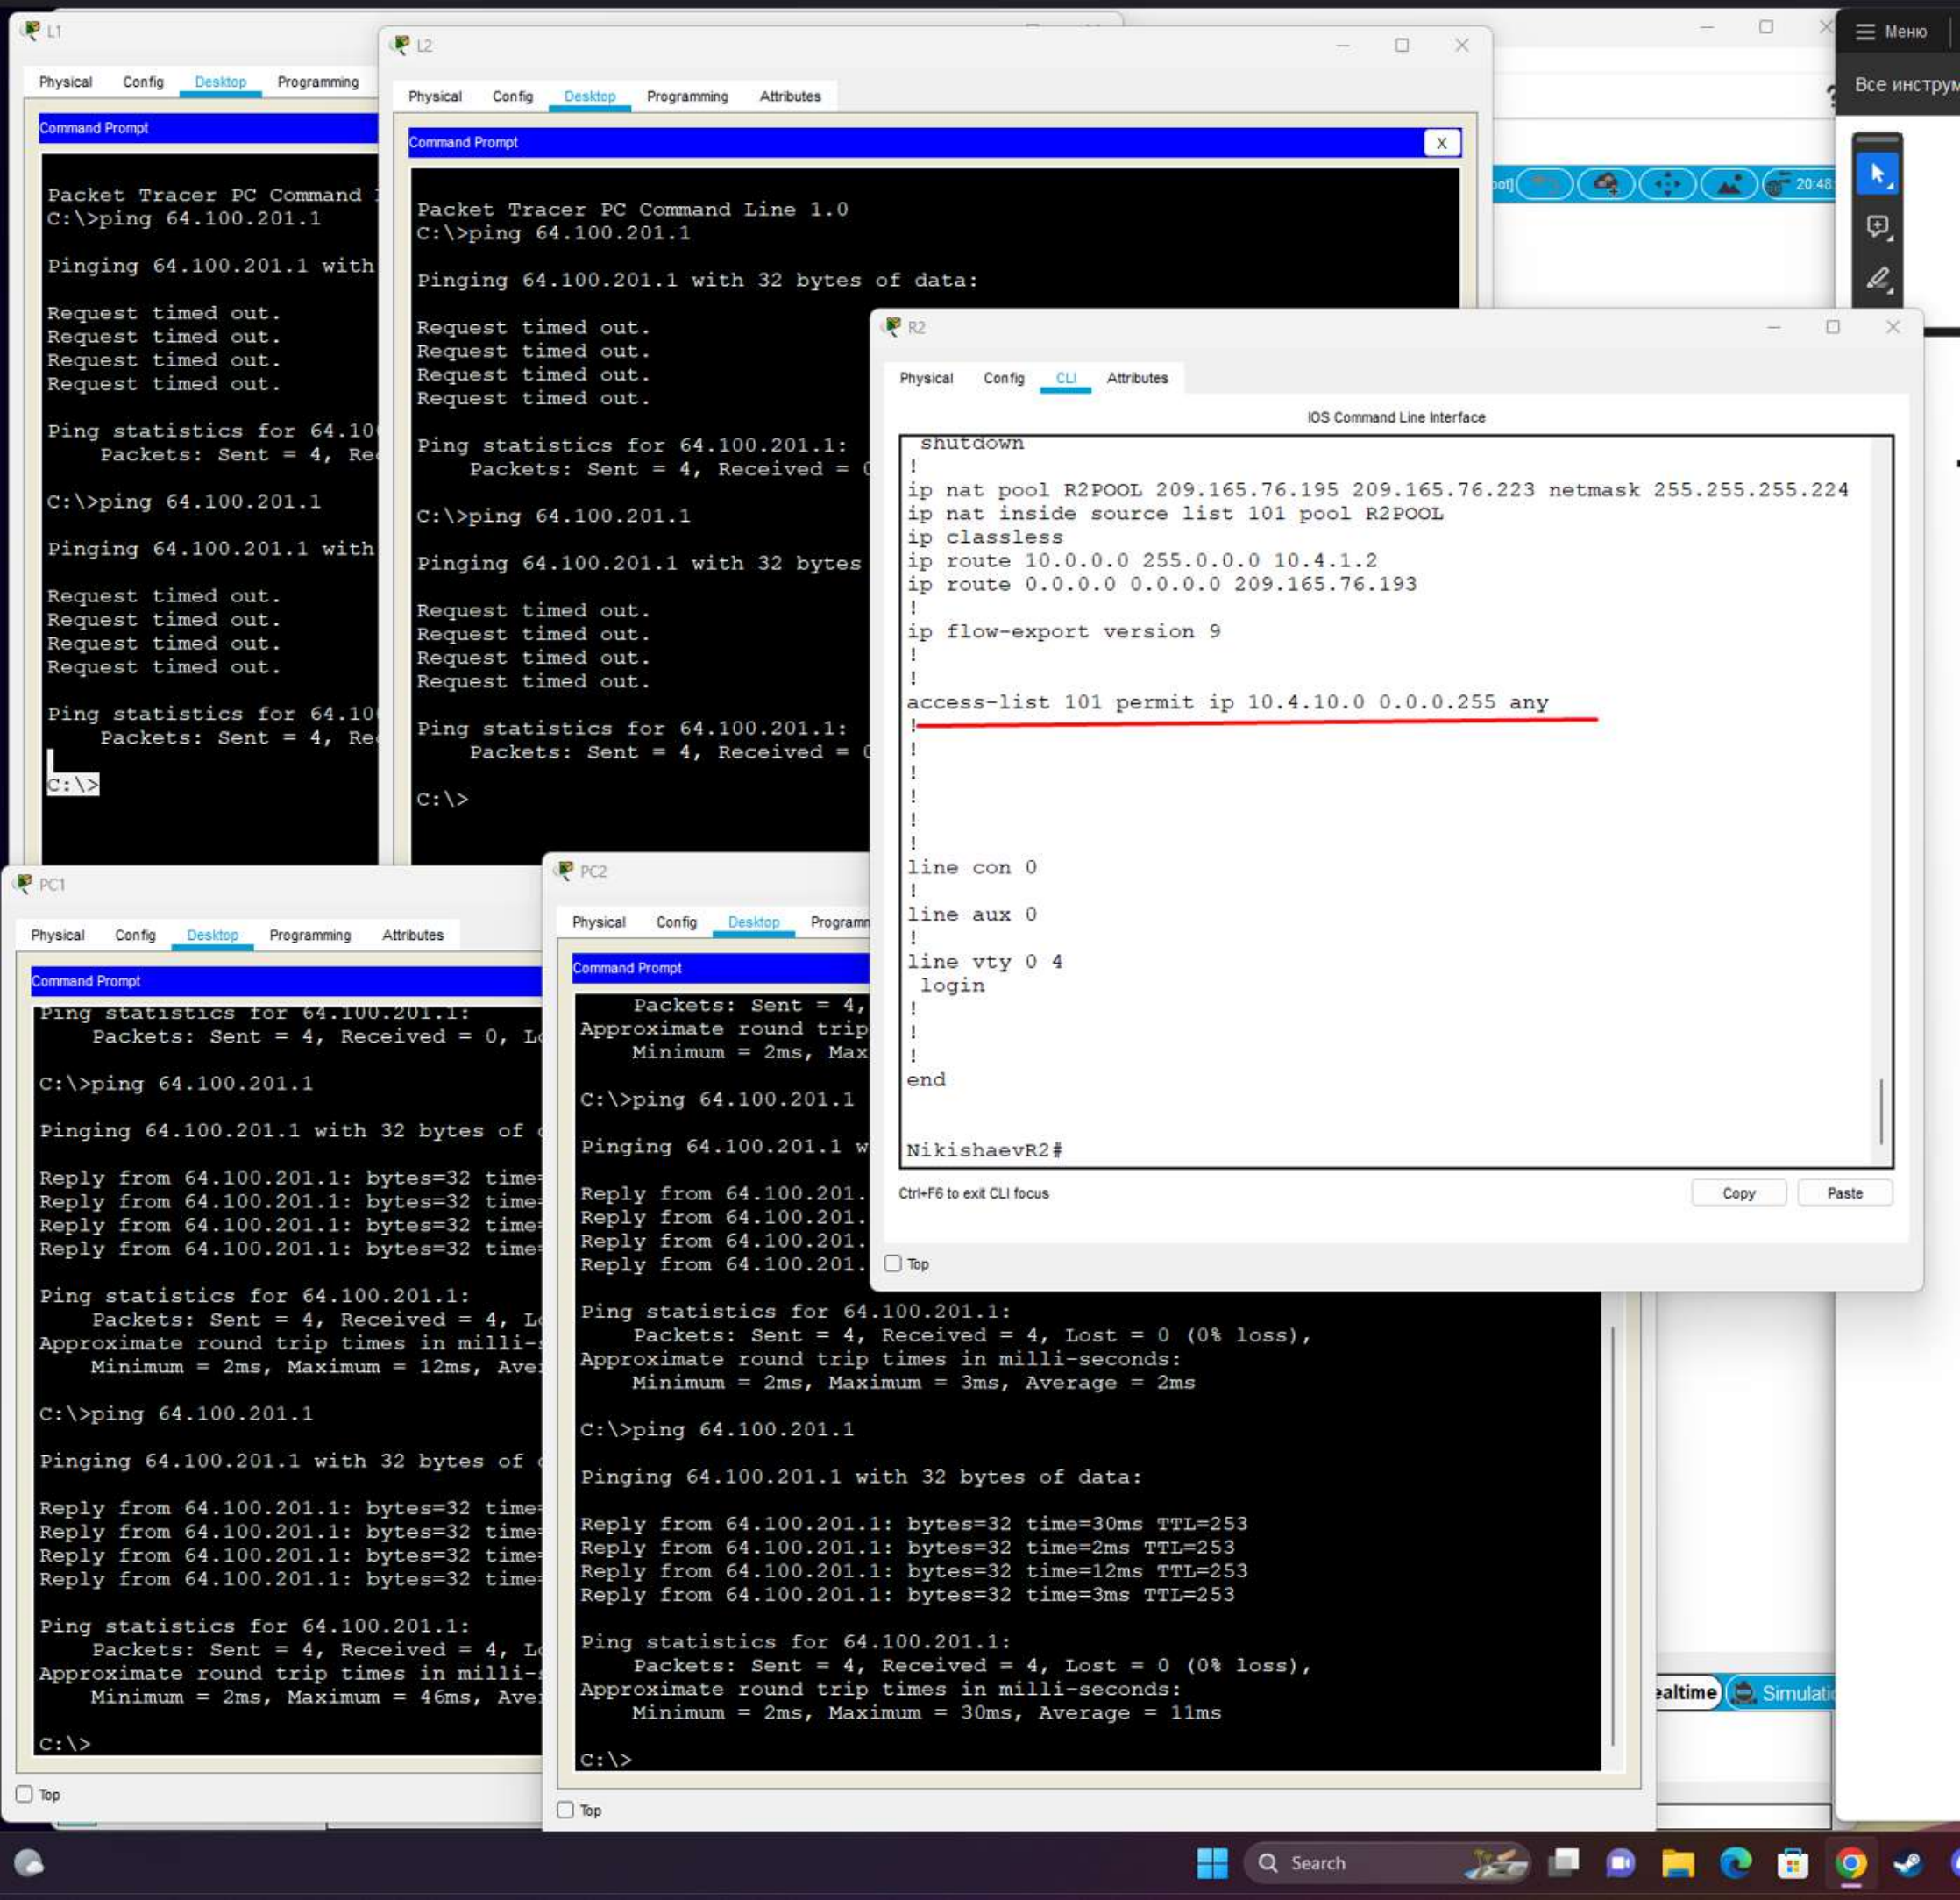 L1
Physical Config Desktop Programming
Command Prompt
Packet Tracer PC Command
C:\>ping 64.100.201.1
Pinging 64.100.201.1 with
Request timed out.
Request timed out.
Request timed out.
Request timed out.
Ping statistics for 64.10
Packets: Sent = 4, Re
C:\>ping 64.100.201.1
Pinging 64.100.201.1 with
Request timed out.
Request timed out.
Request timed out.
Request timed out.
Ping statistics for 64.10
Packets: Sent = 4, Re
C:\>
L2
Physical Config Desktop Programming Attributes
Command Prompt
X
Packet Tracer PC Command Line 1.0
C:\>ping 64.100.201.1
Pinging 64.100.201.1 with 32 bytes of data:
Request timed out.
Request timed out.
Request timed out.
Request timed out.
Ping statistics for 64.100.201.1:
Packets: Sent = 4, Received = 0
C:\>ping 64.100.201.1
Pinging 64.100.201.1 with 32 bytes
Request timed out.
Request timed out.
Request timed out.
Request timed out.
Ping statistics for 64.100.201.1:
Packets: Sent = 4, Received = 0
C:\>
Меню
Все инструм
?
oot]
20:48:
R2
Physical Config CLI Attributes
IOS Command Line Interface
shutdown
!
ip nat pool R2POOL 209.165.76.195 209.165.76.223 netmask 255.255.255.224
ip nat inside source list 101 pool R2POOL
ip classless
ip route 10.0.0.0 255.0.0.0 10.4.1.2
ip route 0.0.0.0 0.0.0.0 209.165.76.193
!
ip flow-export version 9
!
!
access-list 101 permit ip 10.4.10.0 0.0.0.255 any
!
!
!
!
!
!
line con 0
!
line aux 0
!
line vty 0 4
login
!
!
!
end
NikishaevR2#
Ctrl+F6 to exit CLI focus
Copy
Paste
Top
PC1
Physical Config Desktop Programming Attributes
Command Prompt
Ping statistics for 64.100.201.1:
Packets: Sent = 4, Received = 0, Lo
C:\>ping 64.100.201.1
Pinging 64.100.201.1 with 32 bytes of
Reply from 64.100.201.1: bytes=32 time=
Reply from 64.100.201.1: bytes=32 time=
Reply from 64.100.201.1: bytes=32 time=
Reply from 64.100.201.1: bytes=32 time=
Ping statistics for 64.100.201.1:
Packets: Sent = 4, Received = 4, Lo
Approximate round trip times in milli-s
Minimum = 2ms, Maximum = 12ms, Aver
C:\>ping 64.100.201.1
Pinging 64.100.201.1 with 32 bytes of
Reply from 64.100.201.1: bytes=32 time=
Reply from 64.100.201.1: bytes=32 time=
Reply from 64.100.201.1: bytes=32 time=
Reply from 64.100.201.1: bytes=32 time=
Ping statistics for 64.100.201.1:
Packets: Sent = 4, Received = 4, Lo
Approximate round trip times in milli-s
Minimum = 2ms, Maximum = 46ms, Aver
C:\>
Top
PC2
Physical Config Desktop Programm
Command Prompt
Packets: Sent = 4,
Approximate round trip
Minimum = 2ms, Max
C:\>ping 64.100.201.1
Pinging 64.100.201.1 w
Reply from 64.100.201.
Reply from 64.100.201.
Reply from 64.100.201.
Reply from 64.100.201.
Ping statistics for 64.100.201.1:
Packets: Sent = 4, Received = 4, Lost = 0 (0% loss),
Approximate round trip times in milli-seconds:
Minimum = 2ms, Maximum = 3ms, Average = 2ms
C:\>ping 64.100.201.1
Pinging 64.100.201.1 with 32 bytes of data:
Reply from 64.100.201.1: bytes=32 time=30ms TTL=253
Reply from 64.100.201.1: bytes=32 time=2ms TTL=253
Reply from 64.100.201.1: bytes=32 time=12ms TTL=253
Reply from 64.100.201.1: bytes=32 time=3ms TTL=253
Ping statistics for 64.100.201.1:
Packets: Sent = 4, Received = 4, Lost = 0 (0% loss),
Approximate round trip times in milli-seconds:
Minimum = 2ms, Maximum = 30ms, Average = 11ms
C:\>
Top
ealtime
Simulatio
Search